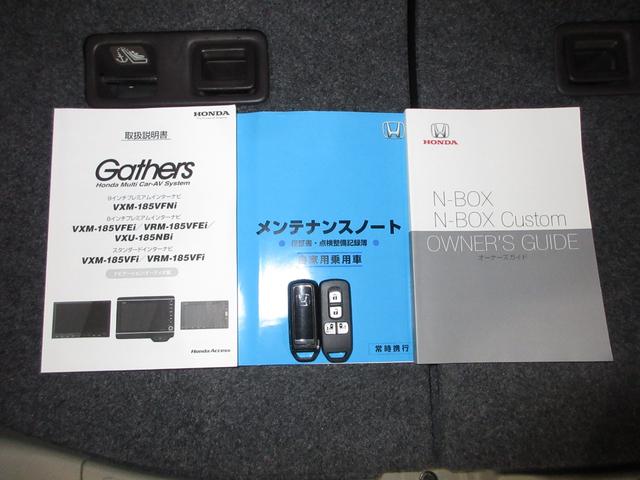 HONDA
取扱説明書
Gathers
Honda Multi Car-AV System
9インチプレミアムインターナビ
VXM-185VFNi
8インチプレミアムインターナビ
VXM-185VFEi/ VRM-185VFEi/
VXU-185NBi
スタンダードインターナビ
VXM-185VFi/ VRM-185VFi
Honda Access
メンテナンスノート
保証書・点検整備記録簿
自家用乗用車
常時携行
HONDA
N-BOX
N-BOX Custom
OWNER'S GUIDE
オーナーズガイド